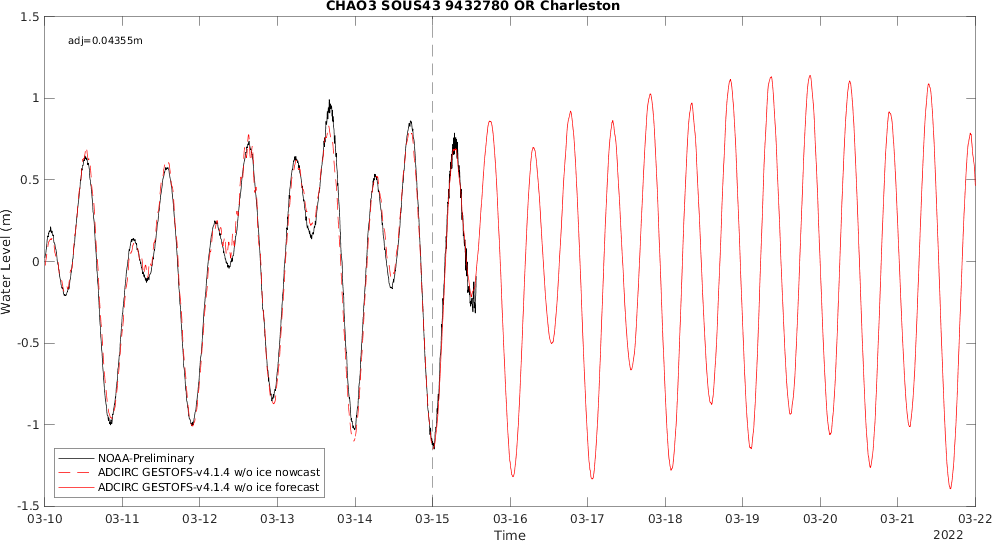 CHAO3 SOUS43 9432780 OR Charleston
adj=0.04355m
1.5
1
0.5
0
-0.5
-1
-1.5
Water Level (m)
NOAA-Preliminary
ADCIRC GESTOFS-v4.1.4 w/o ice nowcast
ADCIRC GESTOFS-v4.1.4 w/o ice forecast
03-10 03-11 03-12 03-13 03-14 03-15 03-16 03-17 03-18 03-19 03-20 03-21 03-22
Time
2022